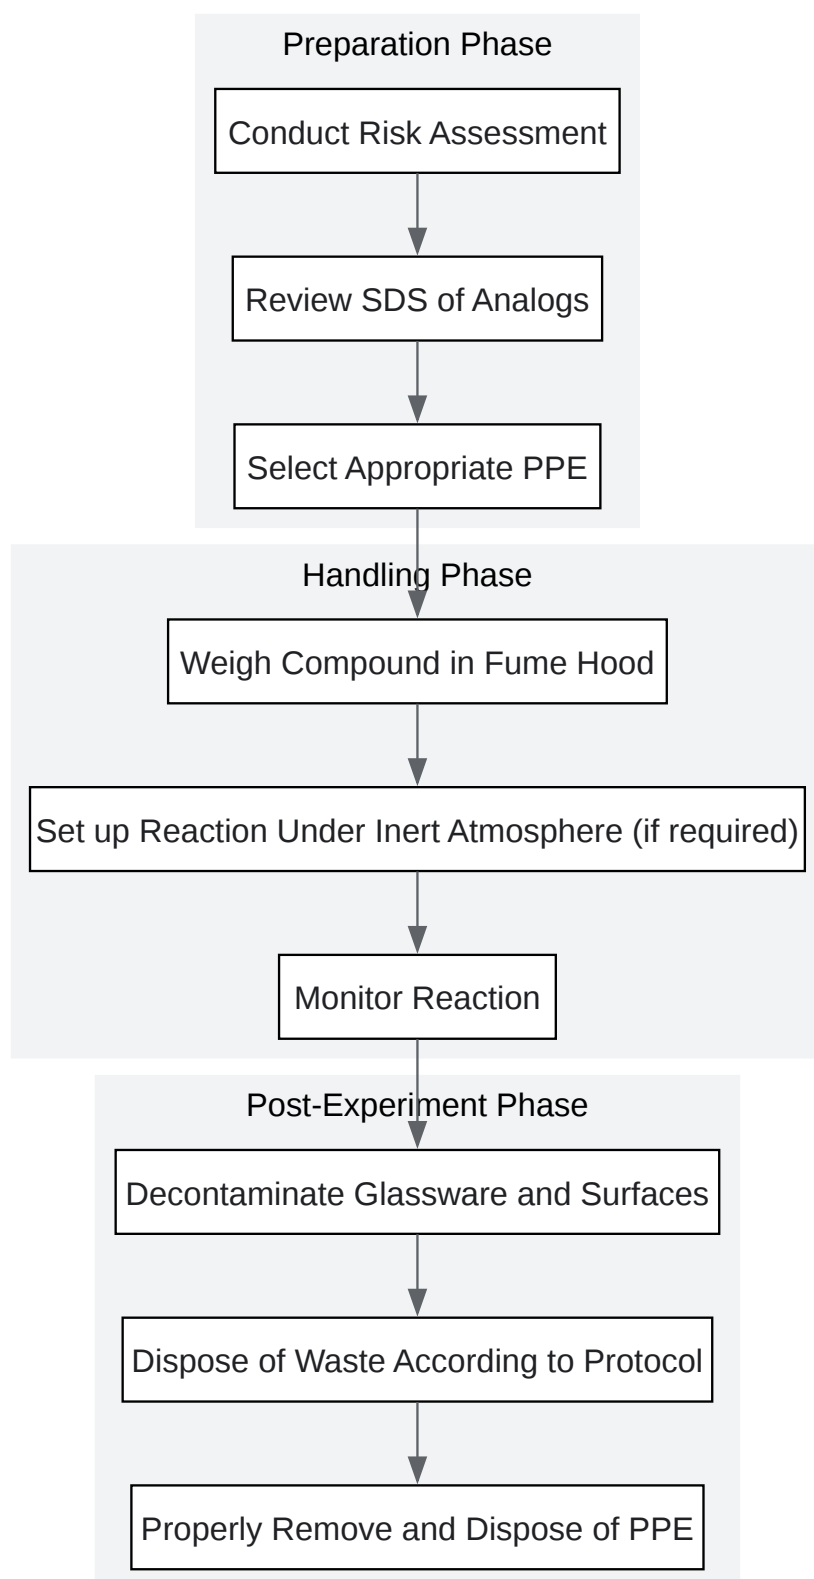 Preparation Phase
Conduct Risk Assessment
Review SDS of Analogs
Select Appropriate PPE
Handling Phase
Weigh Compound in Fume Hood
Set up Reaction Under Inert Atmosphere (if required)
Monitor Reaction
Post-Experiment Phase
Decontaminate Glassware and Surfaces
Dispose of Waste According to Protocol
Properly Remove and Dispose of PPE